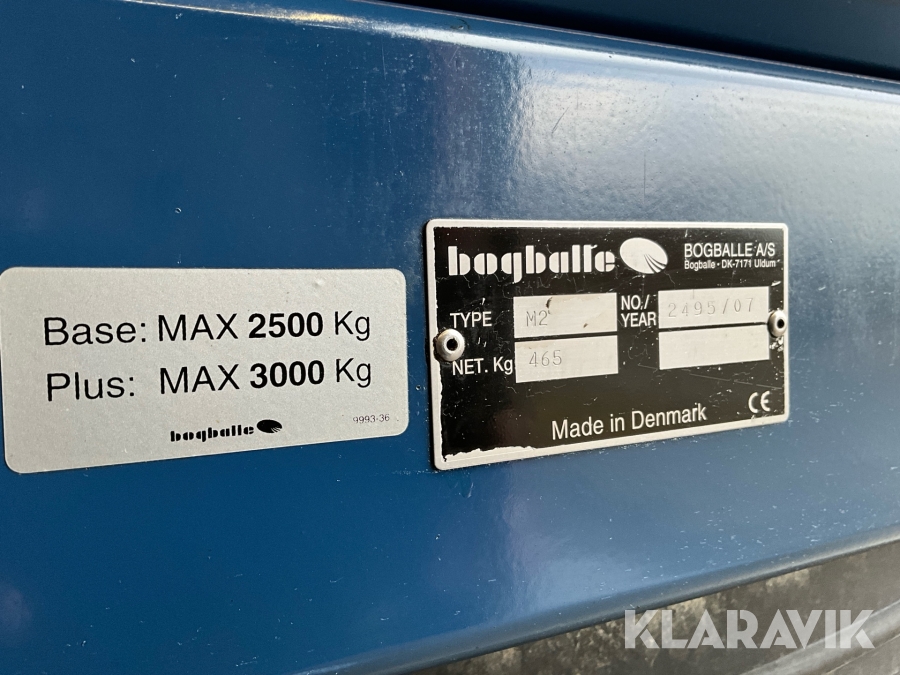 Base: MAX 2500 Kg
Plus: MAX 3000 Kg
bogballe
9993-36
bogballe
BOGBALLE A/S
Bogballe · DK-7171 Uldum
TYPE M2
NO./YEAR 2495/07
NET. Kg 465
Made in Denmark CE
KLARAVIK